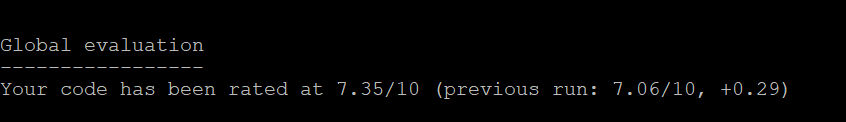 Global evaluation
-----------------
Your code has been rated at 7.35/10 (previous run: 7.06/10, +0.29)